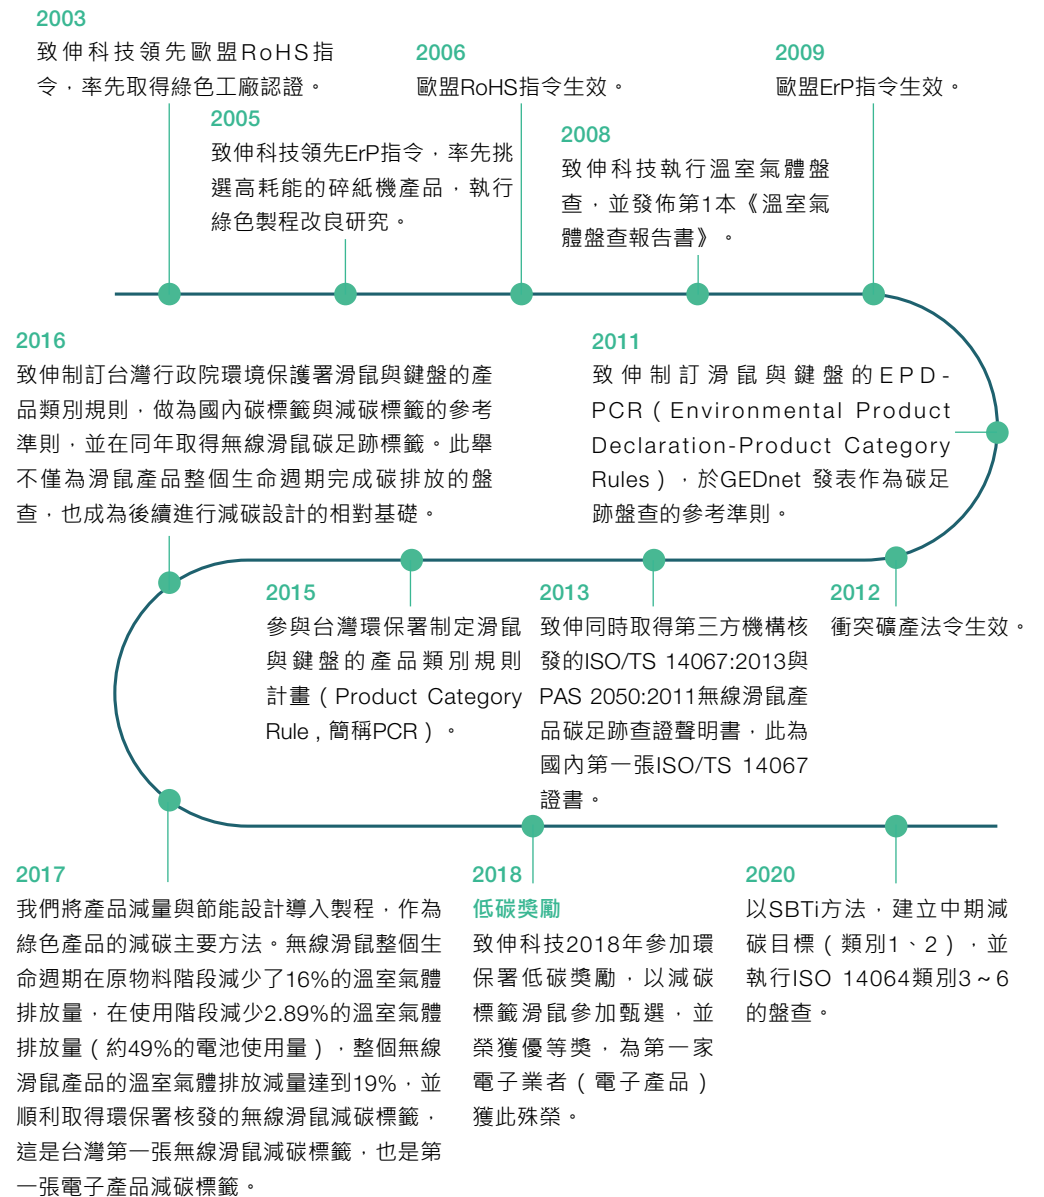 2003
致伸科技領先歐盟RoHS指
令，率先取得綠色工廠認證。
2005
致伸科技領先ErP指令，率先挑
選高耗能的碎紙機產品，執行
綠色製程改良研究。
2006
歐盟RoHS指令生效。
2008
致伸科技執行溫室氣體盤
查，並發佈第1本《溫室氣
體盤查報告書》。
2009
歐盟ErP指令生效。
2011
致伸制訂滑鼠與鍵盤的EPD-
PCR（Environmental Product
Declaration-Product Category
Rules），於GEDnet 發表作為碳足
跡盤查的參考準則。
2012
衝突礦產法令生效。
2013
致伸同時取得第三方機構核
發的ISO/TS 14067:2013與
PAS 2050:2011無線滑鼠產
品碳足跡查證聲明書，此為
國內第一張ISO/TS 14067
證書。
2015
參與台灣環保署制定滑鼠
與鍵盤的產品類別規則
計畫（Product Category
Rule , 簡稱PCR）。
2016
致伸制訂台灣行政院環境保護署滑鼠與鍵盤的產
品類別規則，做為國內碳標籤與減碳標籤的參考
準則，並在同年取得無線滑鼠碳足跡標籤。此舉
不僅為滑鼠產品整個生命週期完成碳排放的盤
查，也成為後續進行減碳設計的相對基礎。
2017
我們將產品減量與節能設計導入製程，作為
綠色產品的減碳主要方法。無線滑鼠整個生
命週期在原物料階段減少了16%的溫室氣體
排放量，在使用階段減少2.89%的溫室氣體
排放量（約49%的電池使用量），整個無線
滑鼠產品的溫室氣體排放減量達到19%，並
順利取得環保署核發的無線滑鼠減碳標籤，
這是台灣第一張無線滑鼠減碳標籤，也是第
一張電子產品減碳標籤。
2018
低碳獎勵
致伸科技2018年參加環
保署低碳獎勵，以減碳
標籤滑鼠參加甄選，並
榮獲優等獎，為第一家
電子業者（電子產品）
獲此殊榮。
2020
以SBTi方法，建立中期減
碳目標（類別1、2），並
執行ISO 14064類別3～6
的盤查。